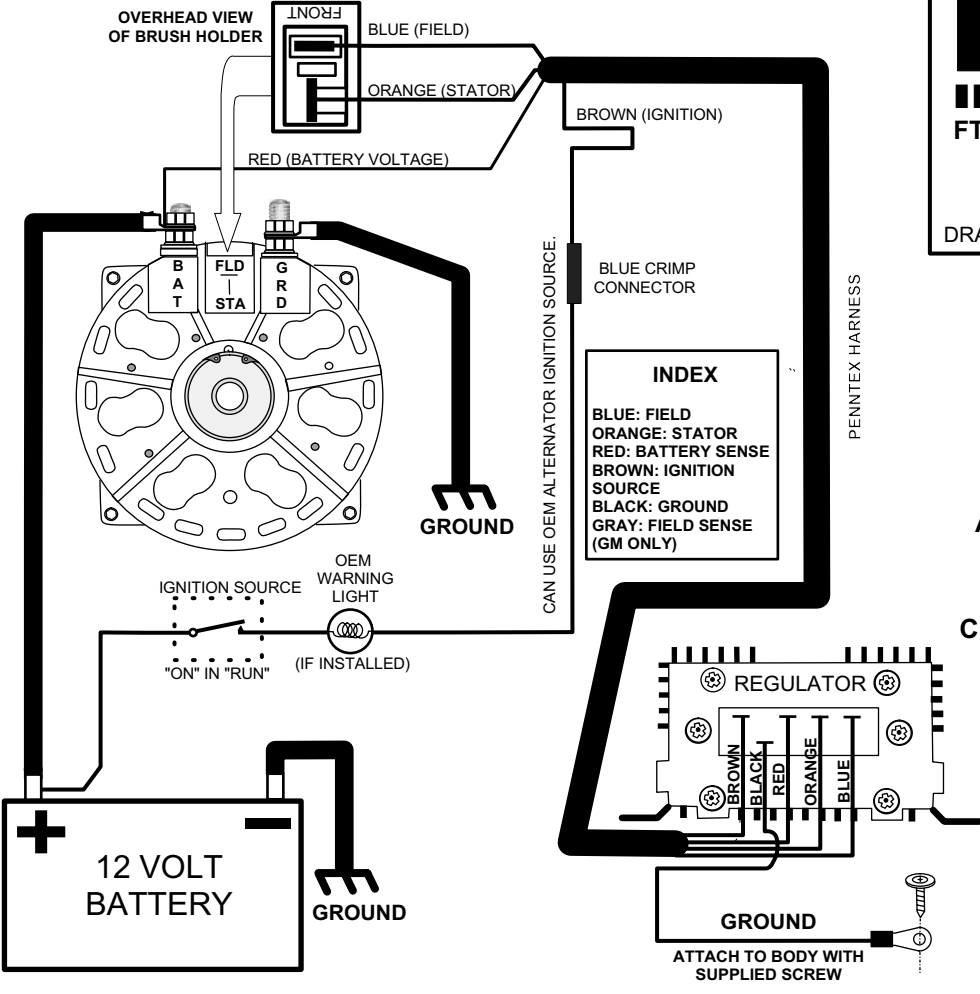 OVERHEAD VIEW
OF BRUSH HOLDER
FRONT
BLUE (FIELD)
ORANGE (STATOR)
BROWN (IGNITION)
RED (BATTERY VOLTAGE)
FT
DRA
B
A
T
FLD
STA
G
R
D
BLUE CRIMP
CONNECTOR
CAN USE OEM ALTERNATOR IGNITION SOURCE.
PENNTEX HARNESS
INDEX
BLUE: FIELD
ORANGE: STATOR
RED: BATTERY SENSE
BROWN: IGNITION
SOURCE
BLACK: GROUND
GRAY: FIELD SENSE
(GM ONLY)
GROUND
OEM
WARNING
LIGHT
IGNITION SOURCE
(IF INSTALLED)
"ON" IN "RUN"
C
REGULATOR
BROWN
BLACK
RED
ORANGE
BLUE
12 VOLT
BATTERY
GROUND
GROUND
ATTACH TO BODY WITH
SUPPLIED SCREW